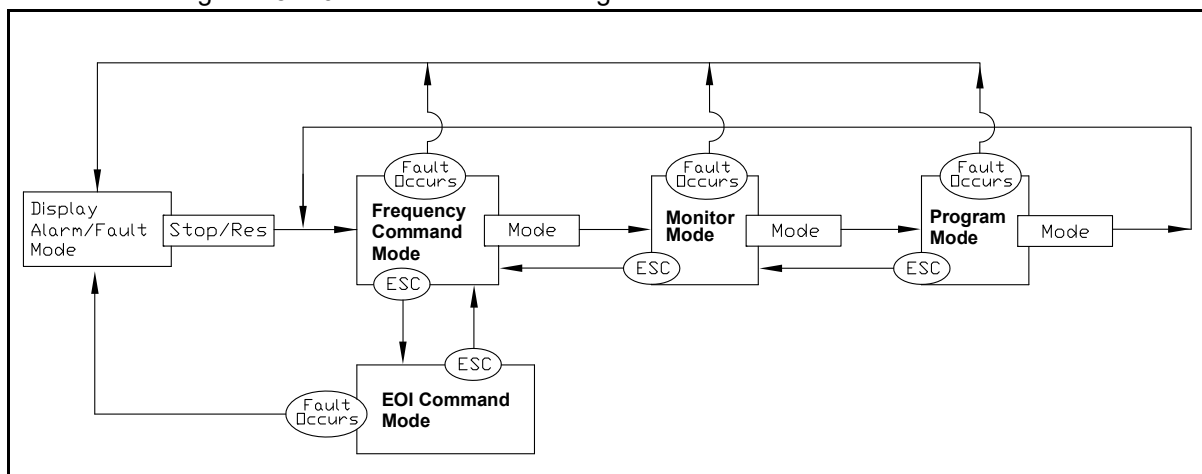 Fault
Occurs
Fault
Occurs
Fault
Occurs
Display
Alarm/Fault
Mode
Stop/Res
Frequency
Command
Mode
Mode
Monitor
Mode
Mode
Program
Mode
Mode
ESC
ESC
ESC
ESC
Fault
Occurs
EOI Command
Mode